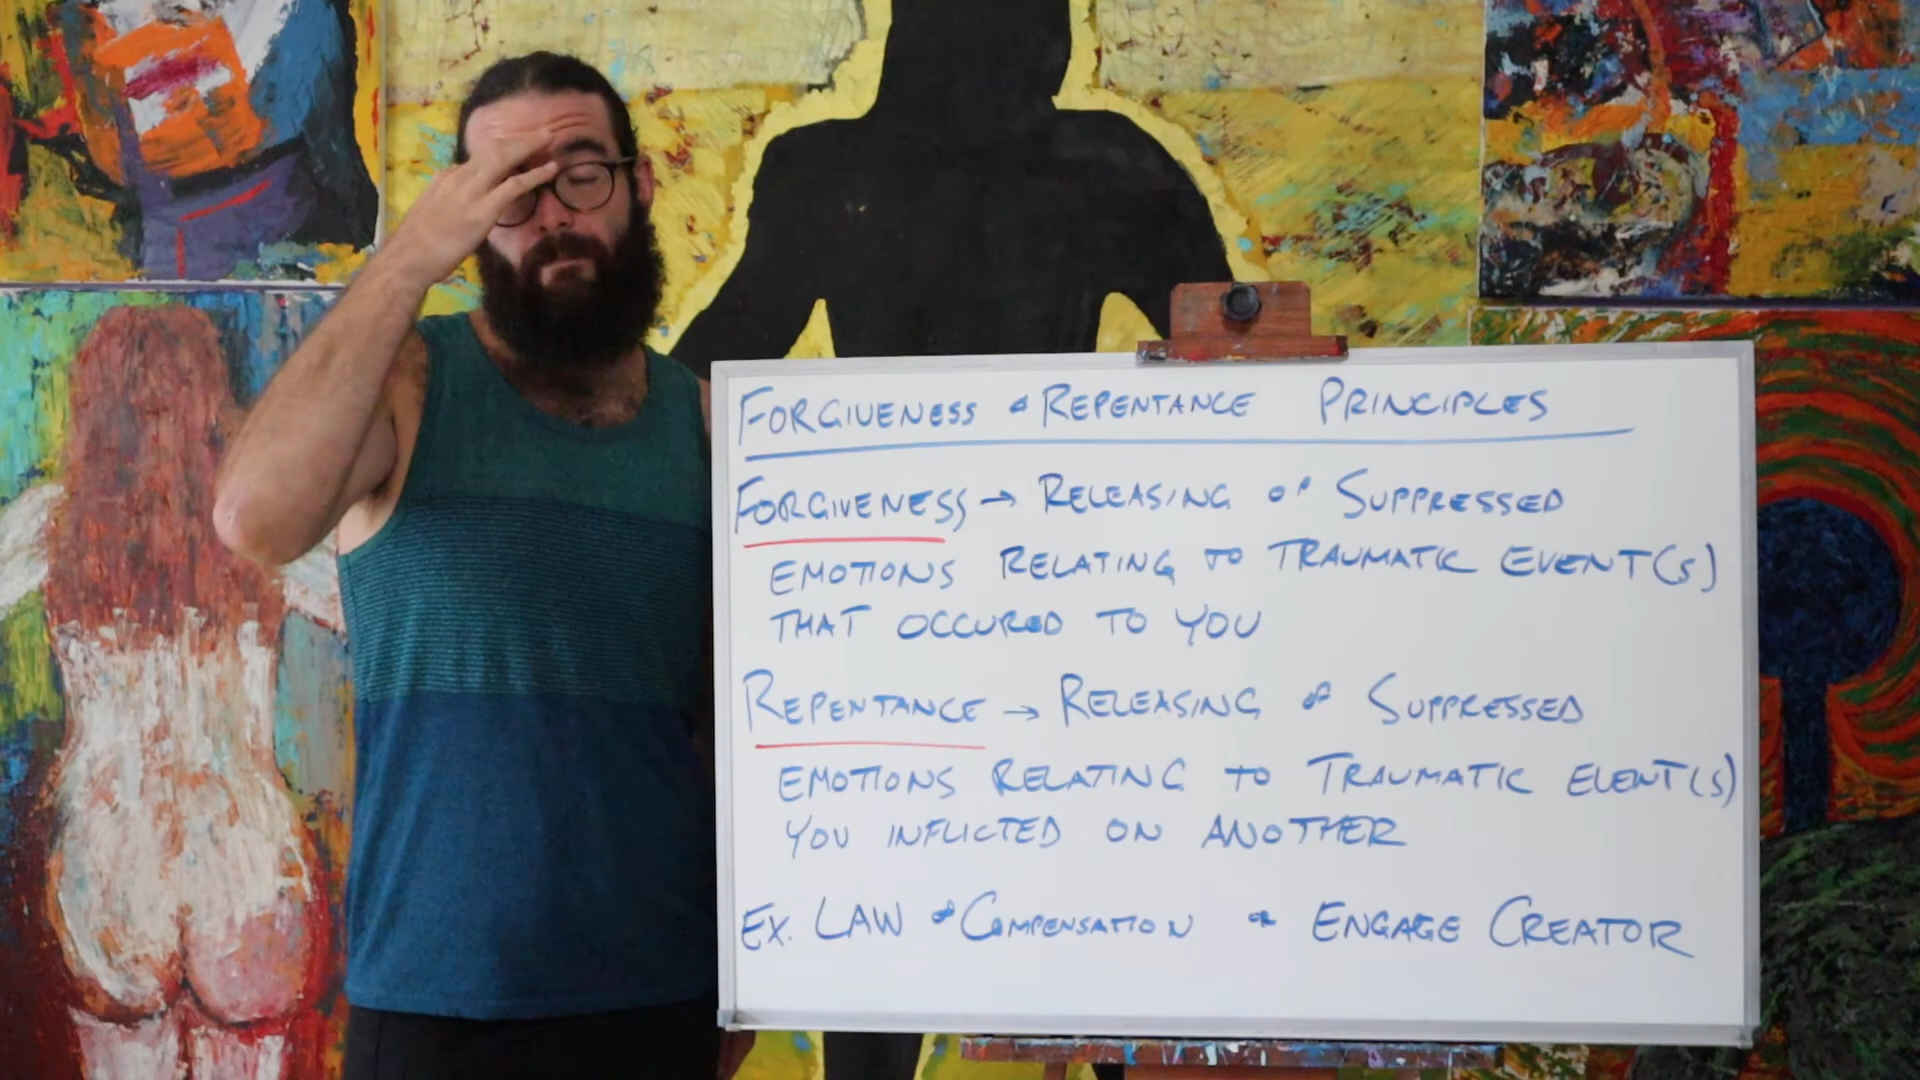 FORGIVENESS & REPENTANCE PRINCIPLES
FORGIVENESS → RELEASING OF SUPPRESSED
EMOTIONS RELATING TO TRAUMATIC EVENT(S)
THAT OCCURED TO YOU
REPENTANCE → RELEASING OF SUPPRESSED
EMOTIONS RELATING TO TRAUMATIC EVENT(S)
YOU INFLICTED ON ANOTHER
EX. LAW OF COMPENSATION OR ENGAGE CREATOR